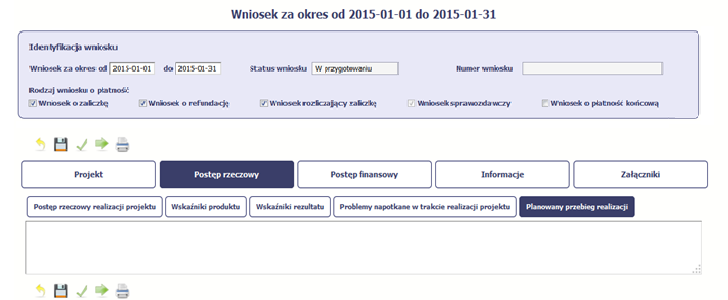 Wniosek za okres od 2015-01-01 do 2015-01-31
Identyfikacja wniosku
Wniosek za okres od 2015-01-01 do 2015-01-31 Status wniosku W przygotowaniu Numer wniosku
Rodzaj wniosku o płatność
Wniosek o zaliczkę Wniosek o refundację Wniosek rozliczający zaliczkę Wniosek sprawozdawczy Wniosek o płatność końcową
Projekt Postęp rzeczowy Postęp finansowy Informacje Załączniki
Postęp rzeczowy realizacji projektu Wskaźniki produktu Wskaźniki rezultatu Problemy napotkane w trakcie realizacji projektu Planowany przebieg realizacji